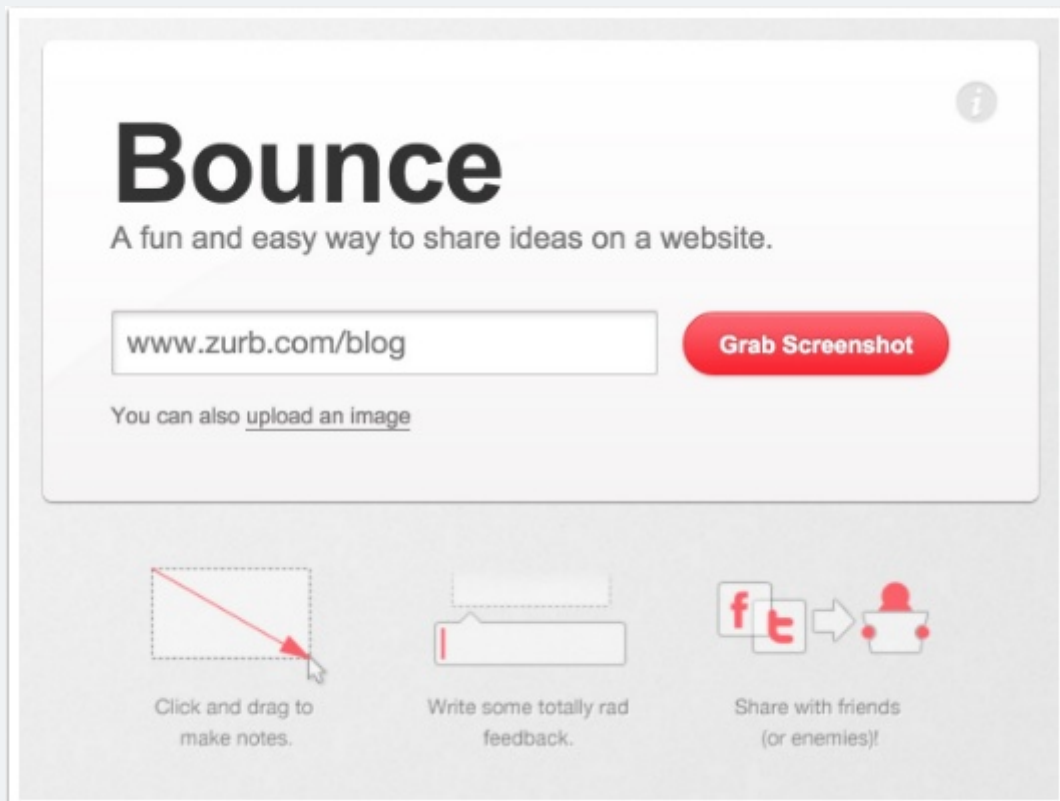 Bounce
A fun and easy way to share ideas on a website.
www.zurb.com/blog
Grab Screenshot
You can also upload an image
Click and drag to
make notes.
Write some totally rad
feedback.
Share with friends
(or enemies)!